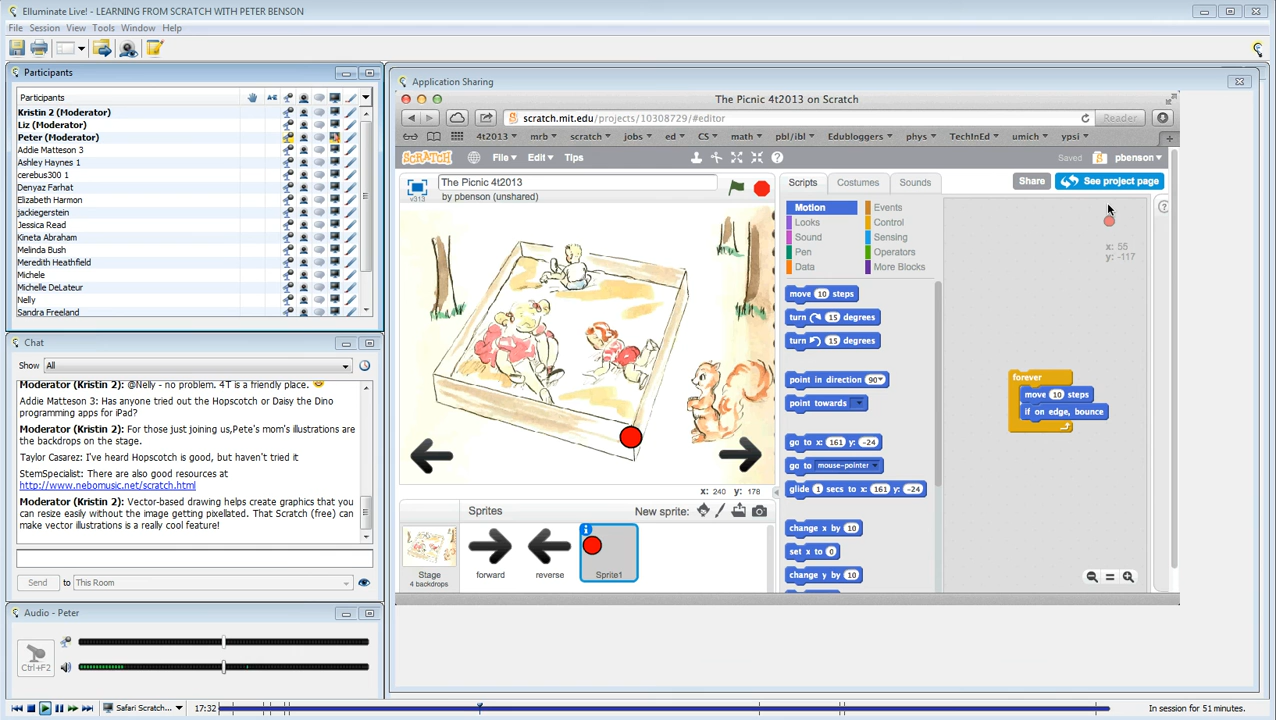 Elluminate Live! - LEARNING FROM SCRATCH WITH PETER BENSON
File Session View Tools Window Help
Participants
Participants
Kristin 2 (Moderator)
Liz (Moderator)
Peter (Moderator)
Addie Matteson 3
Ashley Haynes 1
cerebus300 1
Denyaz Farhat
Elizabeth Harmon
jackiegerstein
Jessica Read
Kineta Abraham
Melinda Bush
Meredith Heathfield
Michele
Michelle DeLateur
Nelly
Sandra Freeland
Chat
Show All
Moderator (Kristin 2): @Nelly - no problem. 4T is a friendly place.
Addie Matteson 3: Has anyone tried out the Hopscotch or Daisy the Dino
programming apps for iPad?
Moderator (Kristin 2): For those just joining us,Pete's mom's illustrations are
the backdrops on the stage.
Taylor Casarez: I've heard Hopscotch is good, but haven't tried it
StemSpecialist: There are also good resources at
http://www.nebomusic.net/scratch.html
Moderator (Kristin 2): Vector-based drawing helps create graphics that you
can resize easily without the image getting pixellated. That Scratch (free) can
make vector illustrations is a really cool feature!
Send to This Room
Audio - Peter
Ctrl+F2
Safari Scratch... 17:32 In session for 51 minutes.
Application Sharing
The Picnic 4t2013 on Scratch
scratch.mit.edu/projects/10308729/#editor Reader
4t2013 mrb scratch jobs ed CS math pbl/ibl Edubloggers phys TechInEd umich ypsi
SCRATCH File Edit Tips Saved pbenson
v313 The Picnic 4t2013
by pbenson (unshared)
Scripts Costumes Sounds Share See project page
Motion Events
Looks Control
Sound Sensing
Pen Operators
Data More Blocks
x: 55
y: -117
move 10 steps
turn 15 degrees
turn 15 degrees
point in direction 90
point towards
go to x: 161 y: -24
go to mouse-pointer
glide 1 secs to x: 161 y: -24
change x by 10
set x to 0
change y by 10
forever
move 10 steps
if on edge, bounce
x: 240 y: 178
Sprites New sprite:
Stage
4 backdrops
forward
reverse
Sprite1